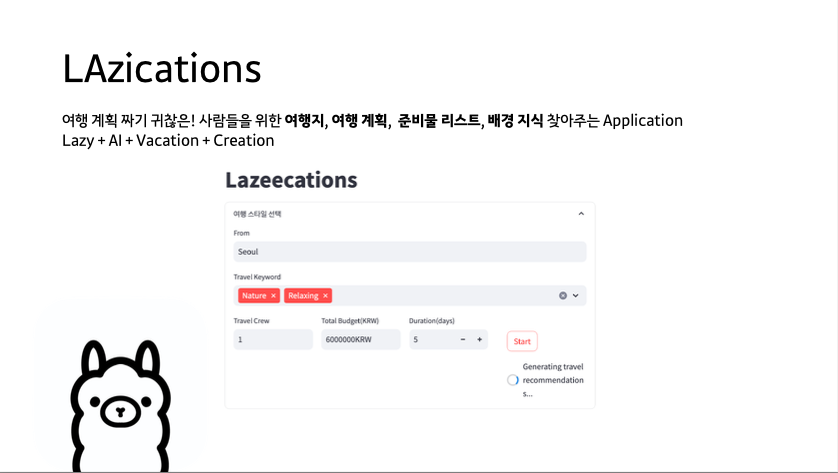 LAzications
여행 계획 짜기 귀찮은! 사람들을 위한 여행지, 여행 계획, 준비물 리스트, 배경 지식 찾아주는 Application
Lazy + AI + Vacation + Creation
Lazeecations
여행 스타일 선택
From
Seoul
Travel Keyword
Nature × Relaxing ×
Travel Crew Total Budget(KRW) Duration(days)
1 6000000KRW 5 − + Start
Generating travel
recommendation
s...